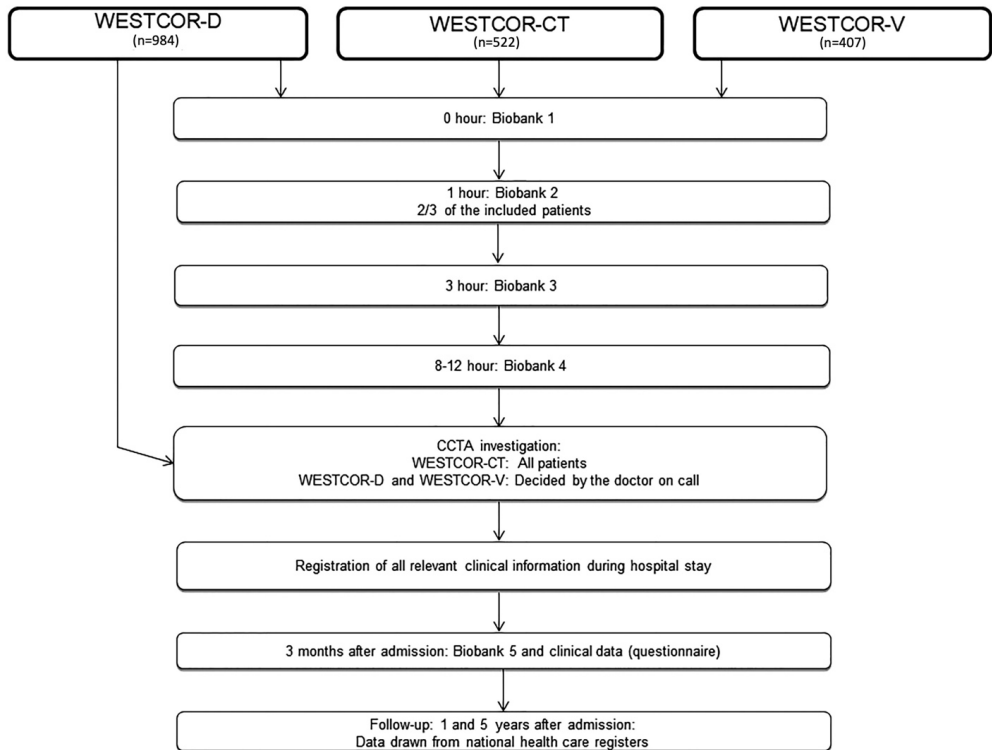 WESTCOR-D
(n=984)
WESTCOR-CT
(n=522)
WESTCOR-V
(n=407)
0 hour: Biobank 1
1 hour: Biobank 2
2/3 of the included patients
3 hour: Biobank 3
8-12 hour: Biobank 4
CCTA investigation:
WESTCOR-CT: All patients
WESTCOR-D and WESTCOR-V: Decided by the doctor on call
Registration of all relevant clinical information during hospital stay
3 months after admission: Biobank 5 and clinical data (questionnaire)
Follow-up: 1 and 5 years after admission:
Data drawn from national health care registers